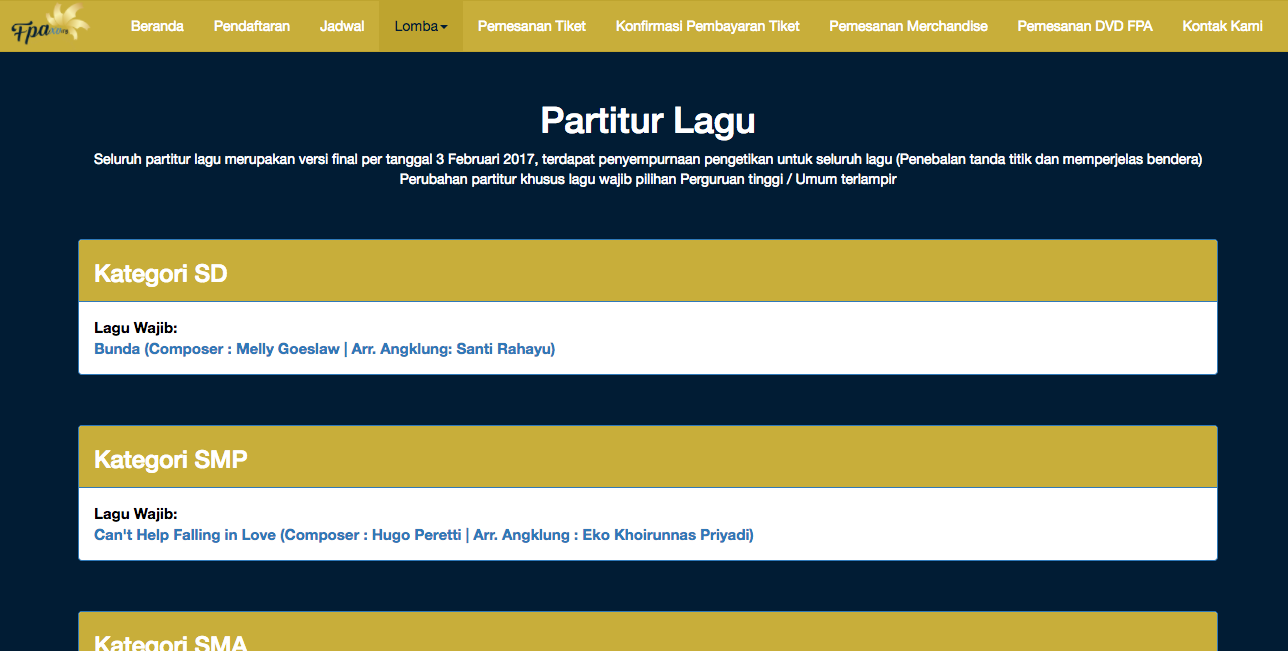 Fpa
Beranda Pendaftaran Jadwal Lomba Pemesanan Tiket Konfirmasi Pembayaran Tiket Pemesanan Merchandise Pemesanan DVD FPA Kontak Kami
Partitur Lagu
Seluruh partitur lagu merupakan versi final per tanggal 3 Februari 2017, terdapat penyempurnaan pengetikan untuk seluruh lagu (Penebalan tanda titik dan memperjelas bendera)
Perubahan partitur khusus lagu wajib pilihan Perguruan tinggi / Umum terlampir
Kategori SD
Lagu Wajib:
Bunda (Composer : Melly Goeslaw | Arr. Angklung: Santi Rahayu)
Kategori SMP
Lagu Wajib:
Can't Help Falling in Love (Composer : Hugo Peretti | Arr. Angklung : Eko Khoirunnas Priyadi)
Kategori SMA